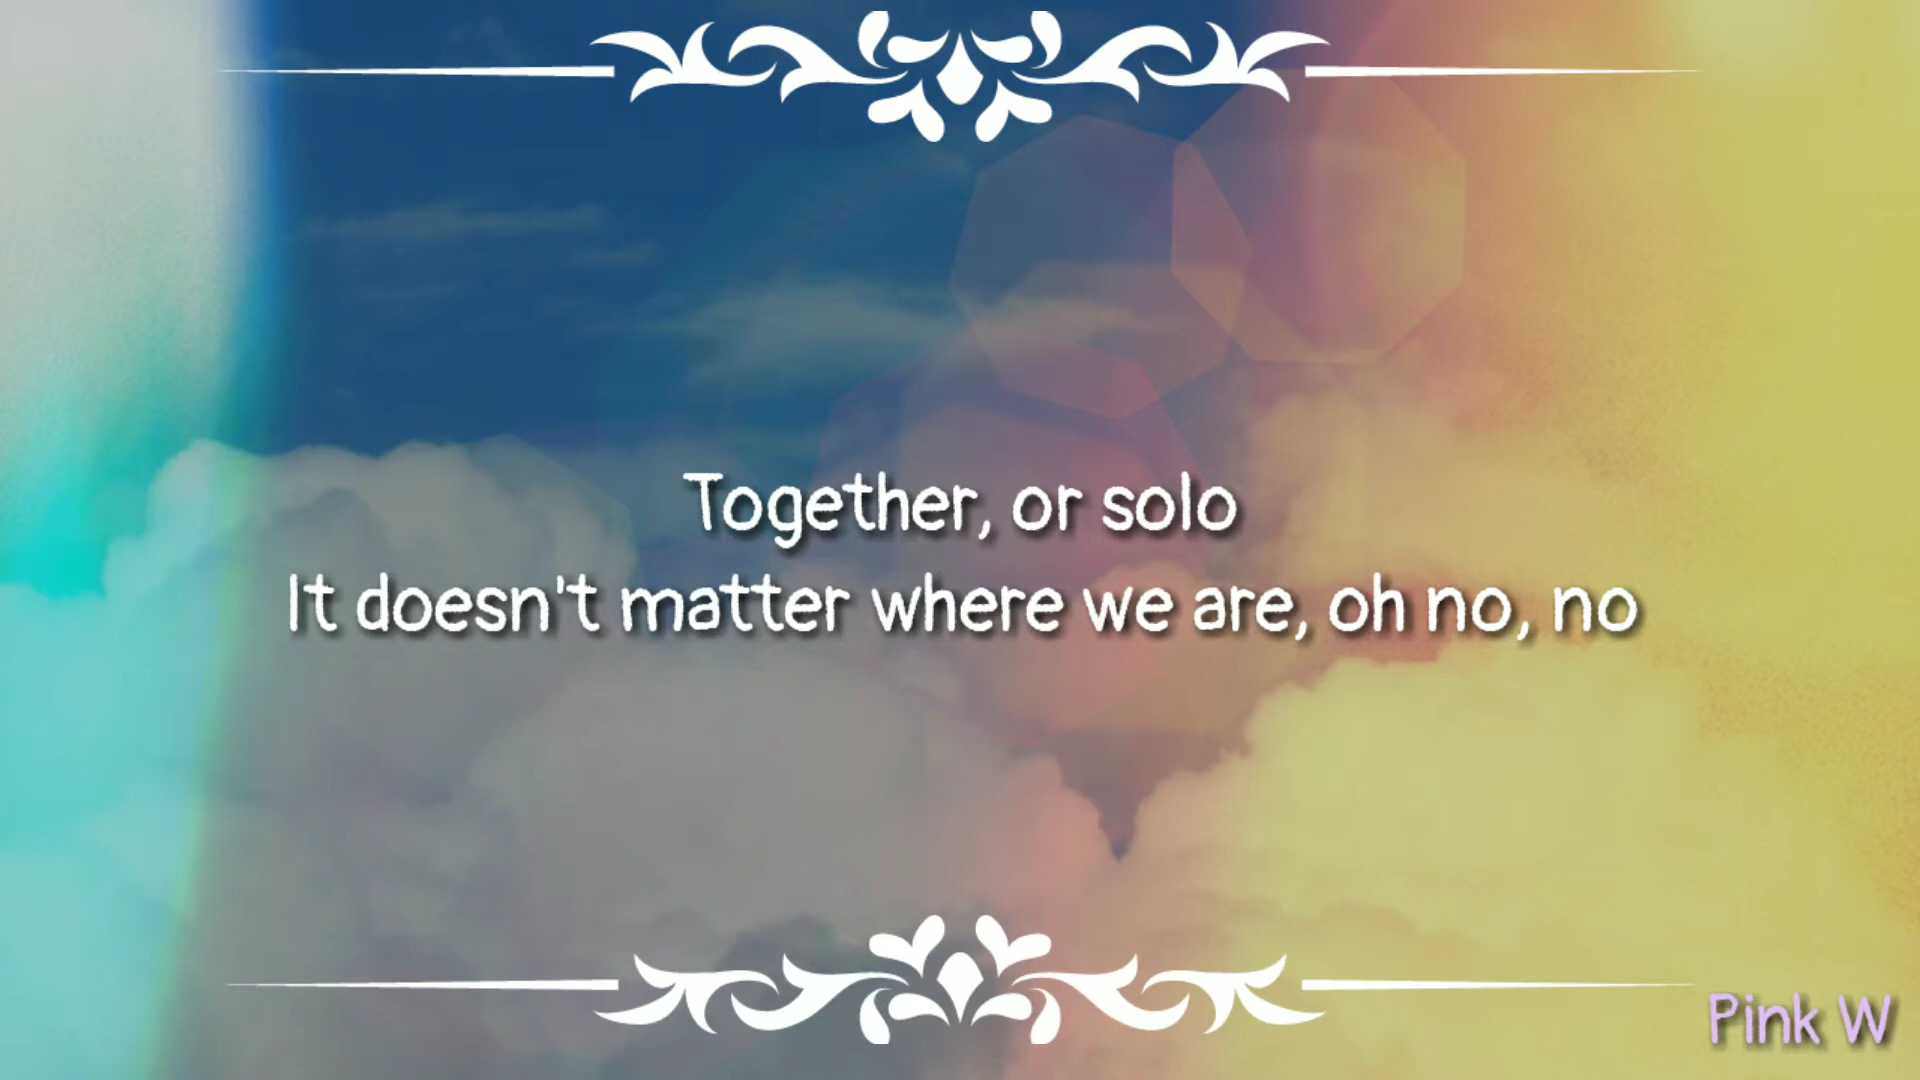 Together, or solo
It doesn't matter where we are, oh no, no
Pink W